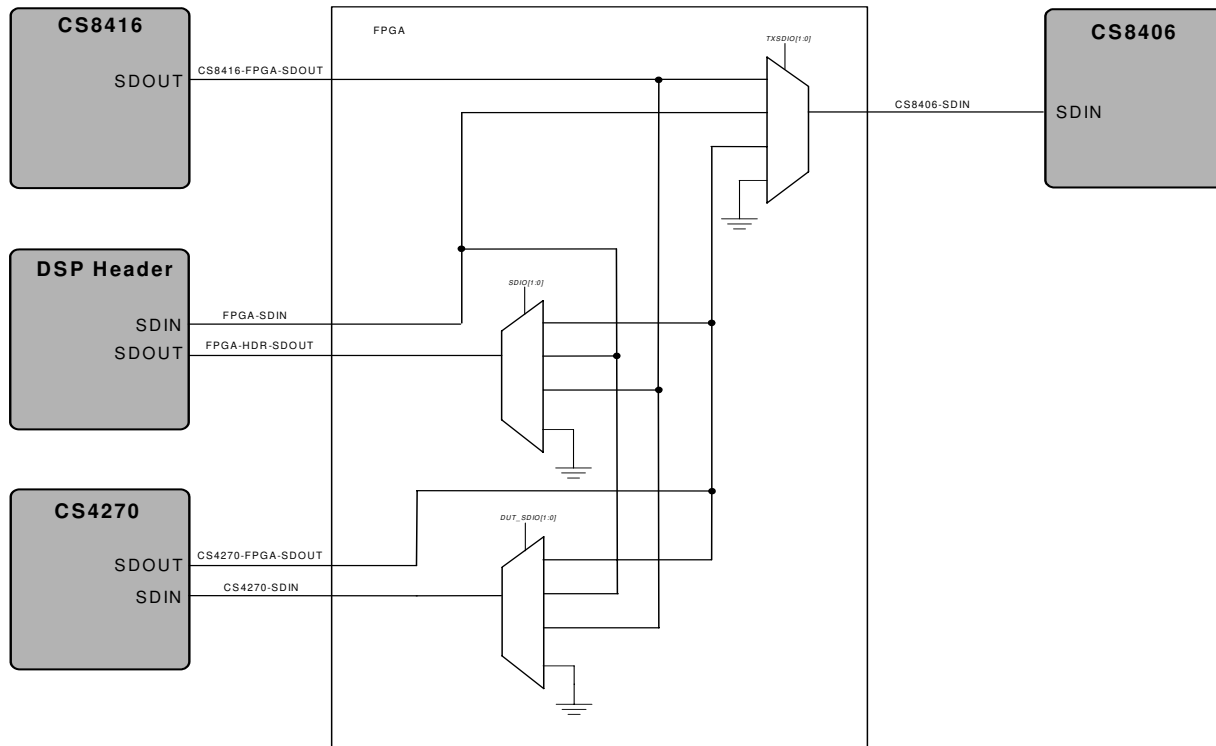 CS8416
SDOUT
CS8416-FPGA-SDOUT
FPGA
TXSDIO[1:0]
CS8406-SDIN
CS8406
SDIN
DSP Header
SDIN
FPGA-SDIN
SDOUT
FPGA-HDR-SDOUT
SDIO[1:0]
CS4270
SDOUT
CS4270-FPGA-SDOUT
SDIN
CS4270-SDIN
DUT_SDIO[1:0]